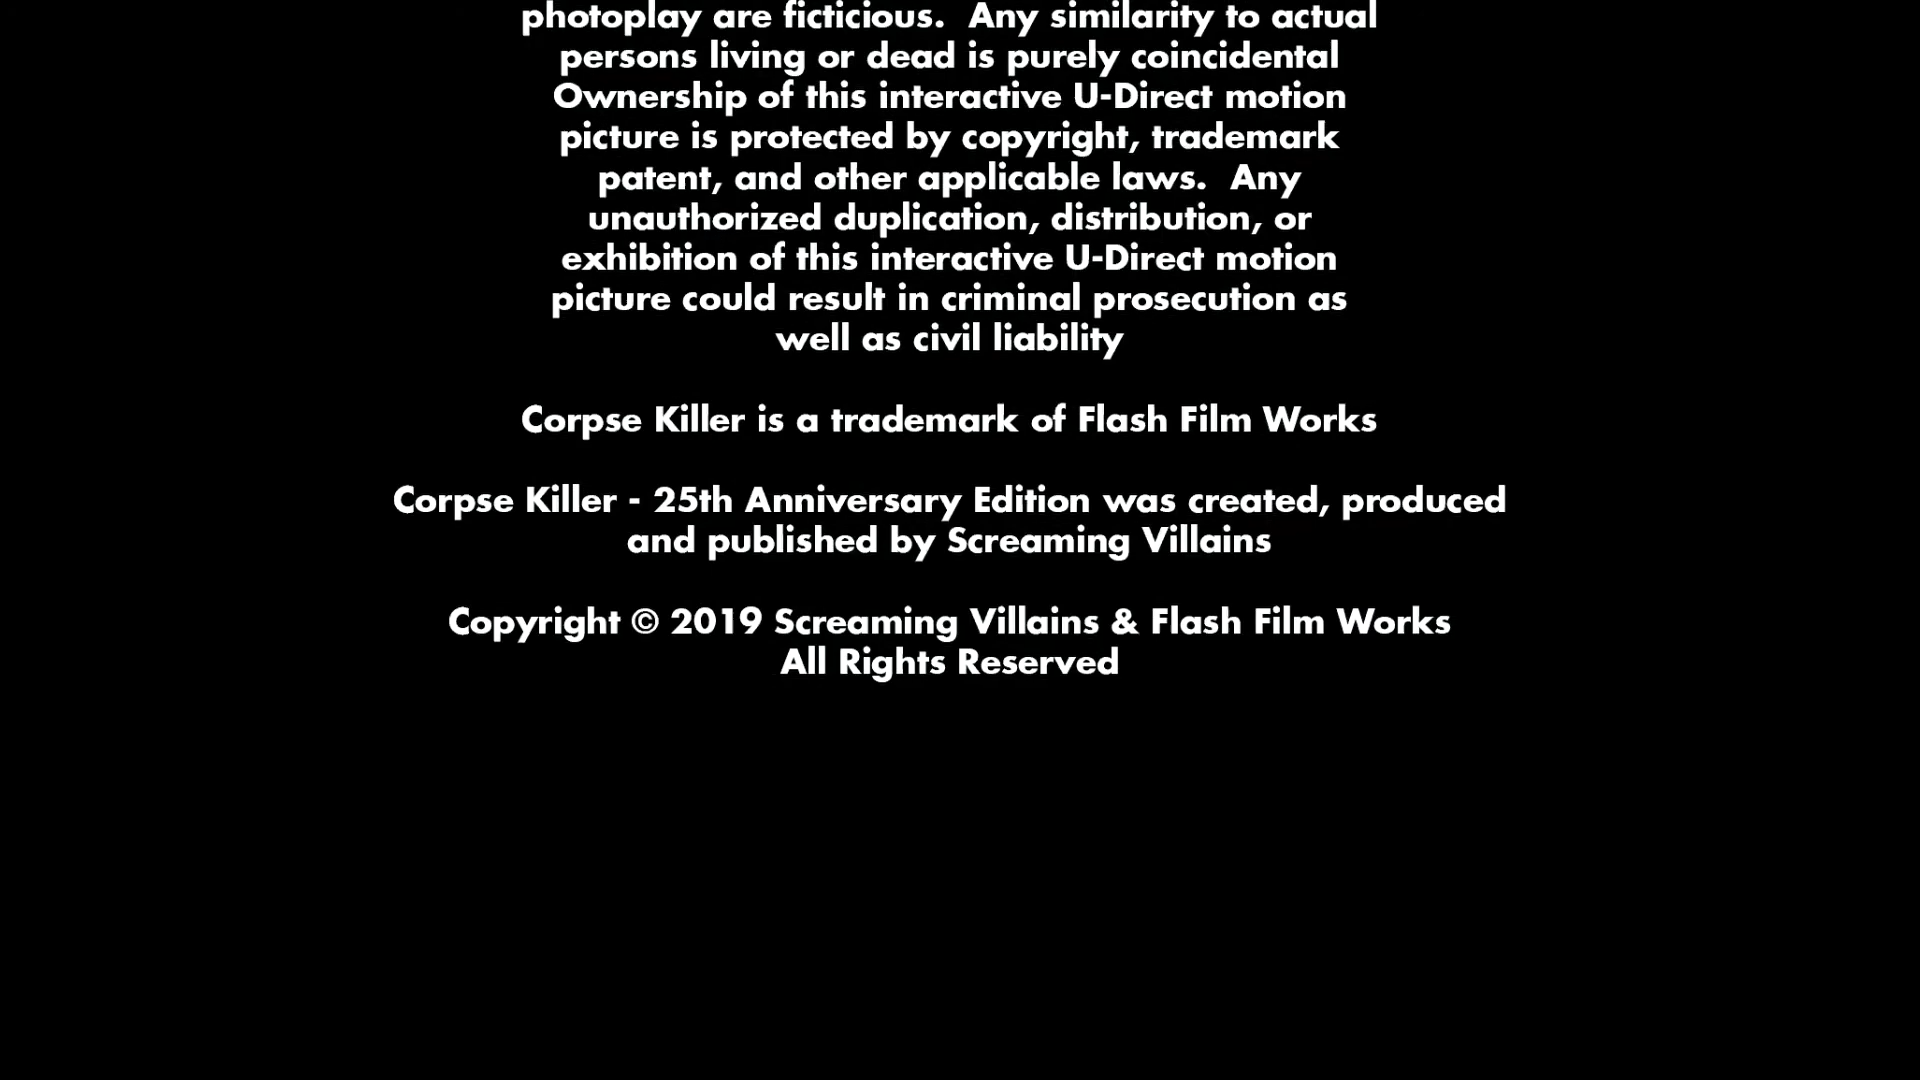 photoplay are ficticious.  Any similarity to actual
persons living or dead is purely coincidental
Ownership of this interactive U-Direct motion
picture is protected by copyright, trademark
patent, and other applicable laws.  Any
unauthorized duplication, distribution, or
exhibition of this interactive U-Direct motion
picture could result in criminal prosecution as
well as civil liability
Corpse Killer is a trademark of Flash Film Works
Corpse Killer - 25th Anniversary Edition was created, produced
and published by Screaming Villains
Copyright © 2019 Screaming Villains & Flash Film Works
All Rights Reserved